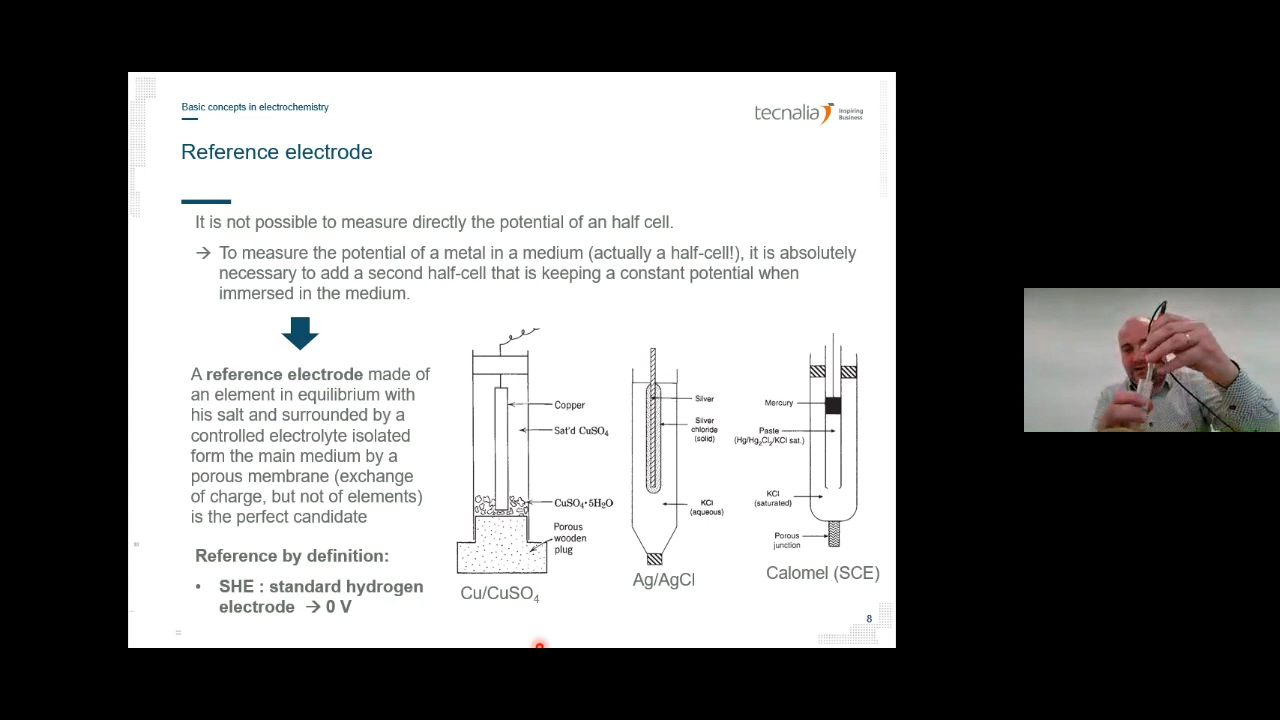 Basic concepts in electrochemistry
tecnalia Inspiring Business
Reference electrode
It is not possible to measure directly the potential of an half cell.
→ To measure the potential of a metal in a medium (actually a half-cell!), it is absolutely
necessary to add a second half-cell that is keeping a constant potential when
immersed in the medium.
A reference electrode made of
an element in equilibrium with
his salt and surrounded by a
controlled electrolyte isolated
form the main medium by a
porous membrane (exchange
of charge, but not of elements)
is the perfect candidate
Reference by definition:
• SHE : standard hydrogen
electrode → 0 V
Copper
Sat'd CuSO₄
CuSO₄·5H₂O
Porous
wooden
plug
Cu/CuSO₄
Silver
Silver
chloride
(solid)
KCl
(aqueous)
Ag/AgCl
Mercury
Paste
(Hg/Hg₂Cl₂/KCl sat.)
KCl
(saturated)
Porous
junction
Calomel (SCE)
8